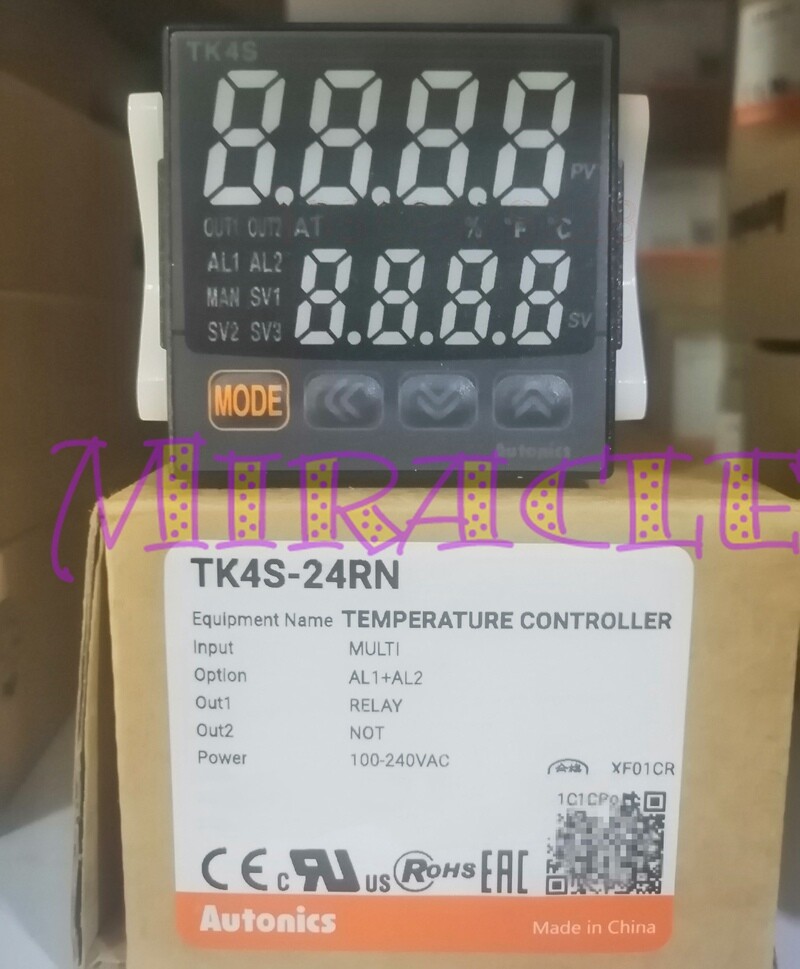 TK4S
8.8.8.8
PV
OUT1 OUT2 AT % °F °C
AL1 AL2
MAN SV1
SV2 SV3
8.8.8.8
SV
MODE
Autonics
MIRACLE
TK4S-24RN
Equipment Name TEMPERATURE CONTROLLER
Input MULTI
Option AL1+AL2
Out1 RELAY
Out2 NOT
Power 100-240VAC
XF01CR
CE c RU US RoHS EAC
Autonics
Made in China